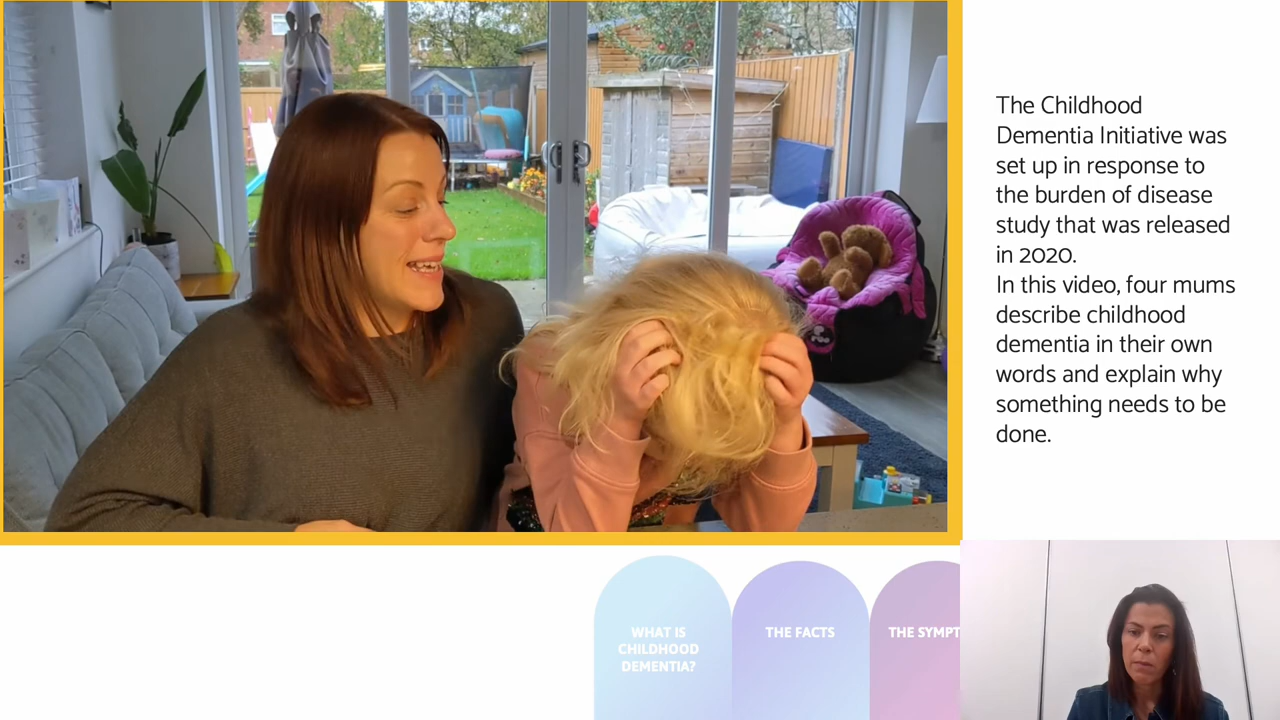 The Childhood
Dementia Initiative was
set up in response to
the burden of disease
study that was released
in 2020.
In this video, four mums
describe childhood
dementia in their own
words and explain why
something needs to be
done.
WHAT IS
CHILDHOOD
DEMENTIA?
THE FACTS
THE SYMPT